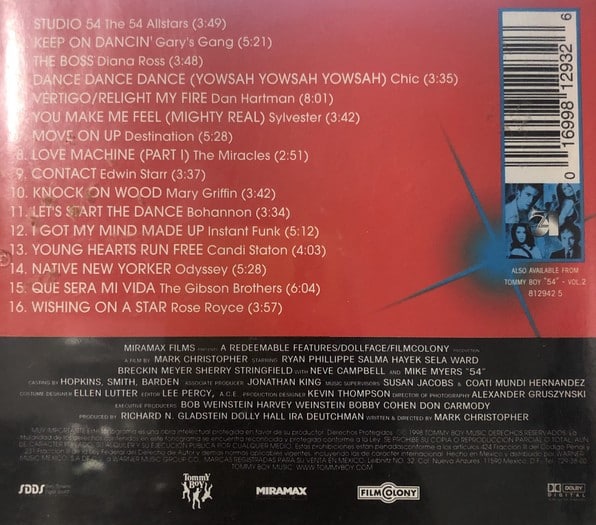 1. STUDIO 54 The 54 Allstars (3:49)
KEEP ON DANCIN' Gary's Gang (5:21)
THE BOSS Diana Ross (3:48)
DANCE DANCE DANCE (YOWSAH YOWSAH YOWSAH) Chic (3:35)
VERTIGO/RELIGHT MY FIRE Dan Hartman (8:01)
YOU MAKE ME FEEL (MIGHTY REAL) Sylvester (3:42)
7. MOVE ON UP Destination (5:28)
8. LOVE MACHINE (PART I) The Miracles (2:51)
9. CONTACT Edwin Starr (3:37)
10. KNOCK ON WOOD Mary Griffin (3:42)
11. LET'S START THE DANCE Bohannon (3:34)
12. I GOT MY MIND MADE UP Instant Funk (5:12)
13. YOUNG HEARTS RUN FREE Candi Staton (4:03)
14. NATIVE NEW YORKER Odyssey (5:28)
15. QUE SERA MI VIDA The Gibson Brothers (6:04)
16. WISHING ON A STAR Rose Royce (3:57)
0 16998 12932 6
54
ALSO AVAILABLE FROM
TOMMY BOY "54" - VOL.2
812942 5
MIRAMAX FILMS PRESENTS A REDEEMABLE FEATURES/DOLLFACE/FILMCOLONY PRODUCTION
A FILM BY MARK CHRISTOPHER STARRING RYAN PHILLIPPE SALMA HAYEK SELA WARD
BRECKIN MEYER SHERRY STRINGFIELD WITH NEVE CAMPBELL AND MIKE MYERS "54"
CASTING BY HOPKINS, SMITH, BARDEN ASSOCIATE PRODUCER JONATHAN KING MUSIC SUPERVISORS SUSAN JACOBS & COATI MUNDI HERNANDEZ
COSTUME DESIGNER ELLEN LUTTER EDITOR LEE PERCY, A.C.E. PRODUCTION DESIGNER KEVIN THOMPSON DIRECTOR OF PHOTOGRAPHY ALEXANDER GRUSZYNSKI
EXECUTIVE PRODUCERS BOB WEINSTEIN HARVEY WEINSTEIN BOBBY COHEN DON CARMODY
PRODUCED BY RICHARD N. GLADSTEIN DOLLY HALL IRA DEUTCHMAN WRITTEN & DIRECTED BY MARK CHRISTOPHER
TOMMY BOY MUSIC. WWW.TOMMYBOY.COM
SDDS
Tommy Boy
MIRAMAX
FILMCOLONY
DOLBY
DIGITAL